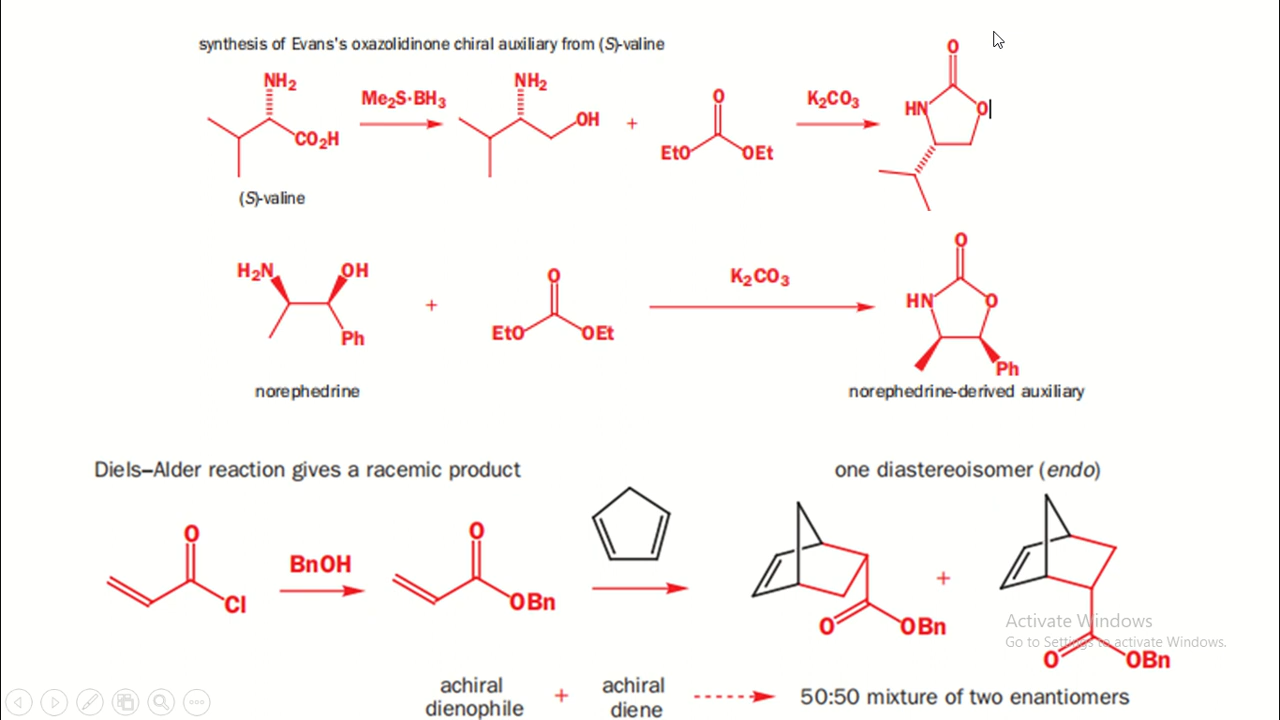 synthesis of Evans's oxazolidinone chiral auxiliary from (S)-valine
NH₂
CO₂H
(S)-valine
Me₂S·BH₃
NH₂
OH
+
O
EtO
OEt
K₂CO₃
O
HN
O
H₂N
OH
Ph
norephedrine
+
O
EtO
OEt
K₂CO₃
O
HN
O
Ph
norephedrine-derived auxiliary
Diels–Alder reaction gives a racemic product
one diastereoisomer (endo)
O
Cl
BnOH
O
OBn
O
OBn
+
O
OBn
Activate Windows
Go to Settings to activate Windows.
achiral dienophile
+
achiral diene
50:50 mixture of two enantiomers